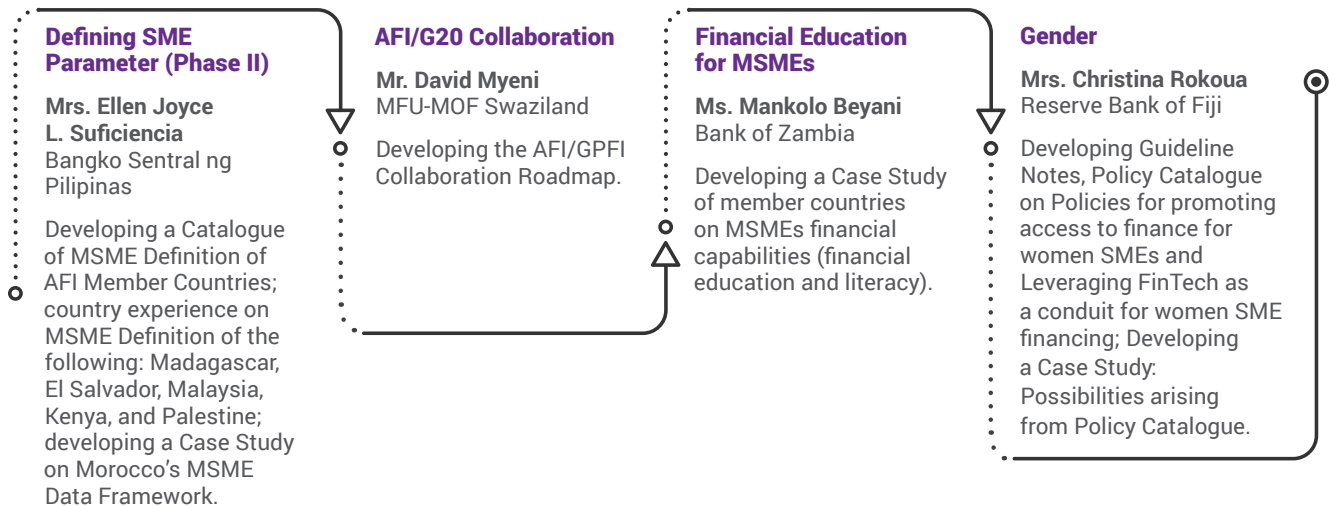 Defining SME
Parameter (Phase II)
Mrs. Ellen Joyce
L. Suficiencia
Bangko Sentral ng
Pilipinas
Developing a Catalogue
of MSME Definition of
AFI Member Countries;
country experience on
MSME Definition of the
following: Madagascar,
El Salvador, Malaysia,
Kenya, and Palestine;
developing a Case Study
on Morocco's MSME
Data Framework.
AFI/G20 Collaboration
Mr. David Myeni
MFU-MOF Swaziland
Developing the AFI/GPFI
Collaboration Roadmap.
Financial Education
for MSMEs
Ms. Mankolo Beyani
Bank of Zambia
Developing a Case Study
of member countries
on MSMEs financial
capabilities (financial
education and literacy).
Gender
Mrs. Christina Rokoua
Reserve Bank of Fiji
Developing Guideline
Notes, Policy Catalogue
on Policies for promoting
access to finance for
women SMEs and
Leveraging FinTech as
a conduit for women SME
financing; Developing
a Case Study:
Possibilities arising
from Policy Catalogue.